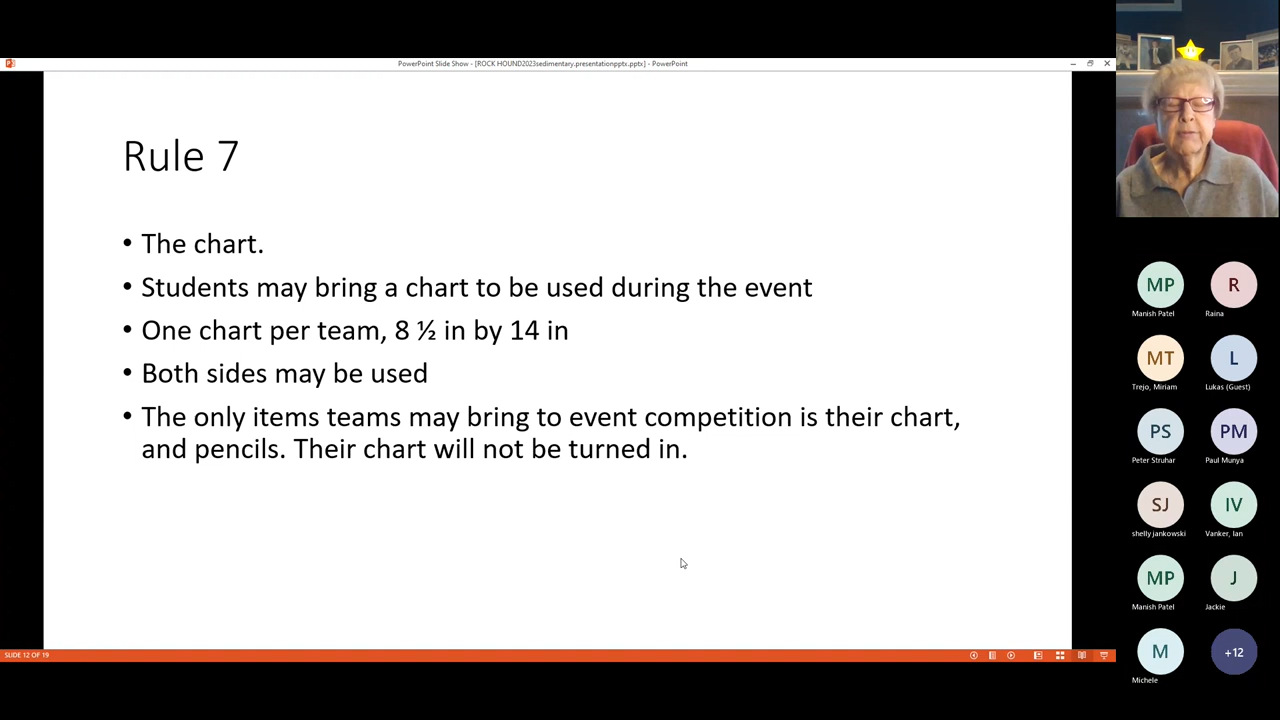 PowerPoint Slide Show - [ROCK HOUND2023sedimentary.presentationpptx.pptx] - PowerPoint
Rule 7
• The chart.
• Students may bring a chart to be used during the event
• One chart per team, 8 ½ in by 14 in
• Both sides may be used
• The only items teams may bring to event competition is their chart,
and pencils. Their chart will not be turned in.
SLIDE 12 OF 19
MP R
Manish Patel Raina
MT L
Trejo, Miriam Lukas (Guest)
PS PM
Peter Struhar Paul Munya
SJ IV
shelly jankowski Vanker, Ian
MP J
Manish Patel Jackie
M +12
Michele